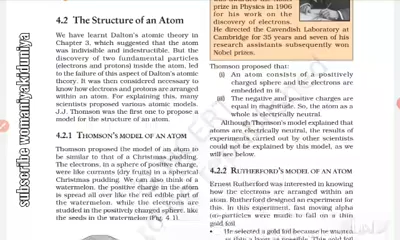 subscribe womaniyakiduniya
4.2 The Structure of an Atom
We have learnt Dalton's atomic theory in
Chapter 3, which suggested that the atom
was indivisible and indestructible. But the
discovery of two fundamental particles
(electrons and protons) inside the atom, led
to the failure of this aspect of Dalton's atomic
theory. It was then considered necessary to
know how electrons and protons are arranged
within an atom. For explaining this, many
scientists proposed various atomic models.
J.J. Thomson was the first one to propose a
model for the structure of an atom.
4.2.1 THOMSON'S MODEL OF AN ATOM
Thomson proposed the model of an atom to
be similar to that of a Christmas pudding.
The electrons, in a sphere of positive charge,
were like currants (dry fruits) in a spherical
Christmas pudding. We can also think of a
watermelon, the positive charge in the atom
is spread all over like the red edible part of
the watermelon, while the electrons are
studded in the positively charged sphere, like
the seeds in the watermelon (Fig. 4.1).
prize in Physics in 1906
for his work on the
discovery of electrons.
He directed the Cavendish Laboratory at
Cambridge for 35 years and seven of his
research assistants subsequently won
Nobel prizes.
Thomson proposed that:
(i) An atom consists of a positively
charged sphere and the electrons are
embedded in it.
(ii) The negative and positive charges are
equal in magnitude. So, the atom as a
whole is electrically neutral.
Although Thomson's model explained that
atoms are electrically neutral, the results of
experiments carried out by other scientists
could not be explained by this model, as we
will see below.
4.2.2 RUTHERFORD'S MODEL OF AN ATOM
Ernest Rutherford was interested in knowing
how the electrons are arranged within an
atom. Rutherford designed an experiment for
this. In this experiment, fast moving alpha
(α)-particles were made to fall on a thin
gold foil.
• He selected a gold foil because he wanted
as thin a layer as possible. This gold foil